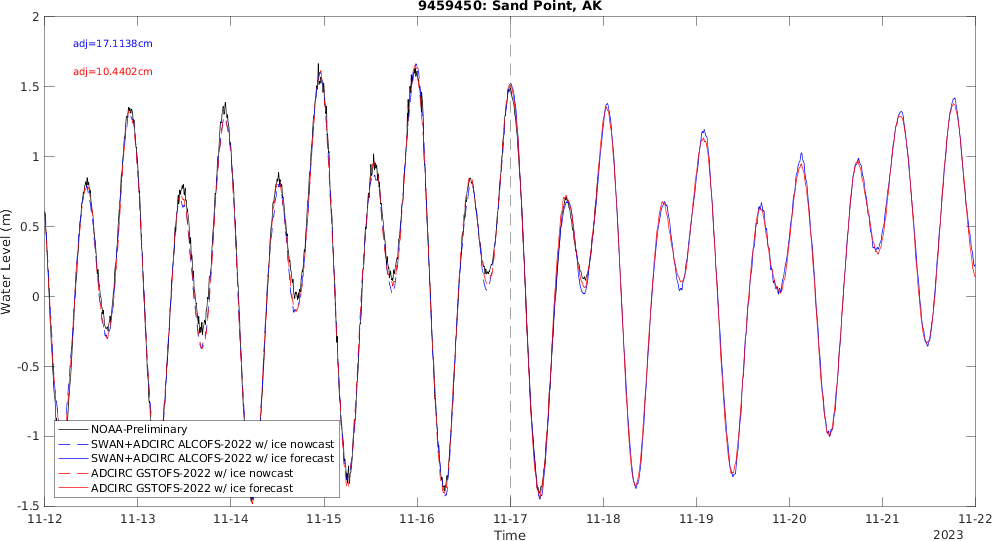 9459450: Sand Point, AK
adj=17.1138cm
adj=10.4402cm
Water Level (m)
2
1.5
1
0.5
0
-0.5
-1
-1.5
NOAA-Preliminary
SWAN+ADCIRC ALCOFS-2022 w/ ice nowcast
SWAN+ADCIRC ALCOFS-2022 w/ ice forecast
ADCIRC GSTOFS-2022 w/ ice nowcast
ADCIRC GSTOFS-2022 w/ ice forecast
11-12 11-13 11-14 11-15 11-16 11-17 11-18 11-19 11-20 11-21 11-22
Time
2023